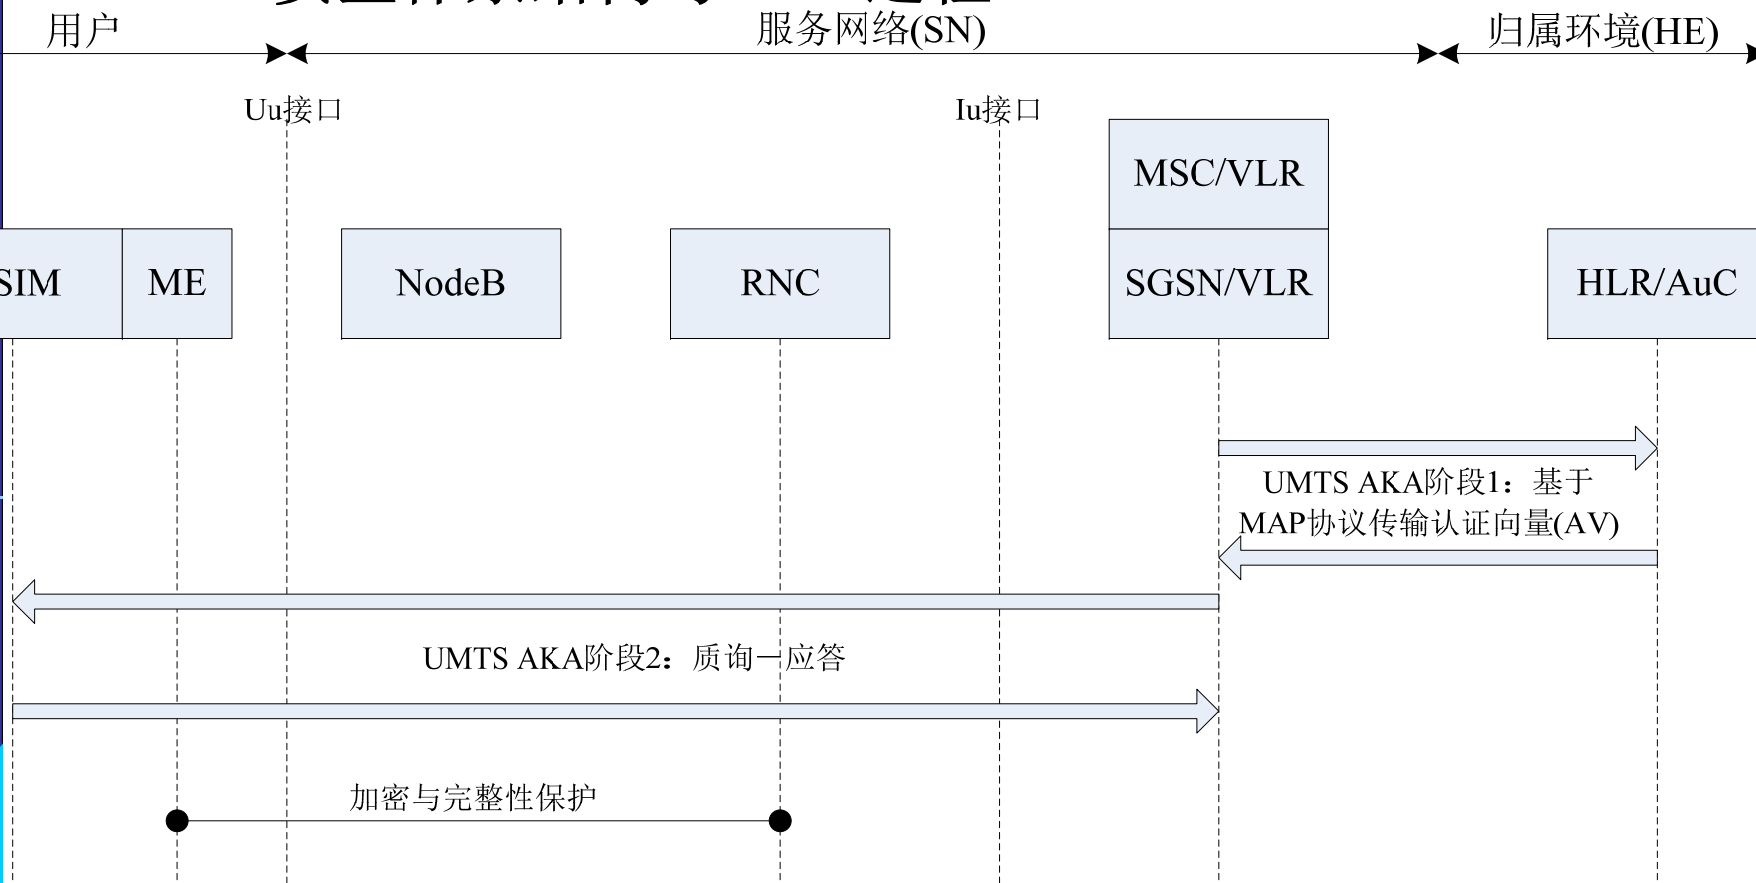 用户
服务网络(SN)
归属环境(HE)
Uu接口
Iu接口
MSC/VLR
SIM
ME
NodeB
RNC
SGSN/VLR
HLR/AuC
UMTS AKA阶段1：基于
MAP协议传输认证向量(AV)
UMTS AKA阶段2：质询－应答
加密与完整性保护